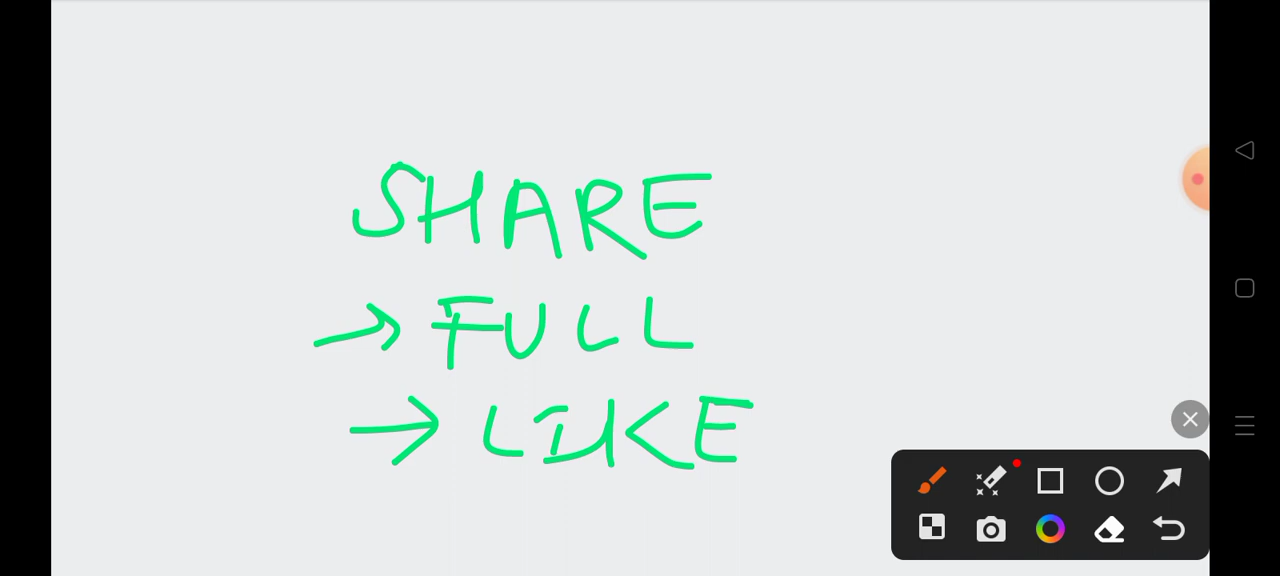 SHARE
→ FULL
→ LIKE